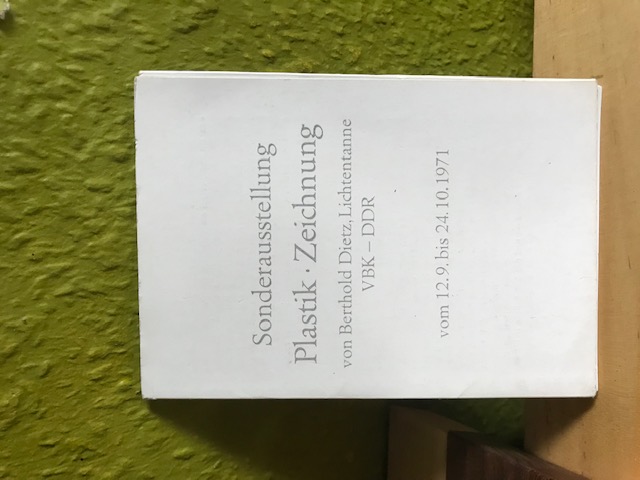 Sonderausstellung
Plastik · Zeichnung
von Berthold Dietz, Lichtentanne
VBK – DDR
vom 12.9. bis 24.10.1971